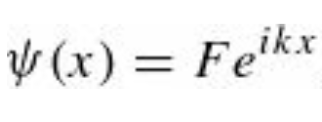 ψ(x) = Fe^{ikx}